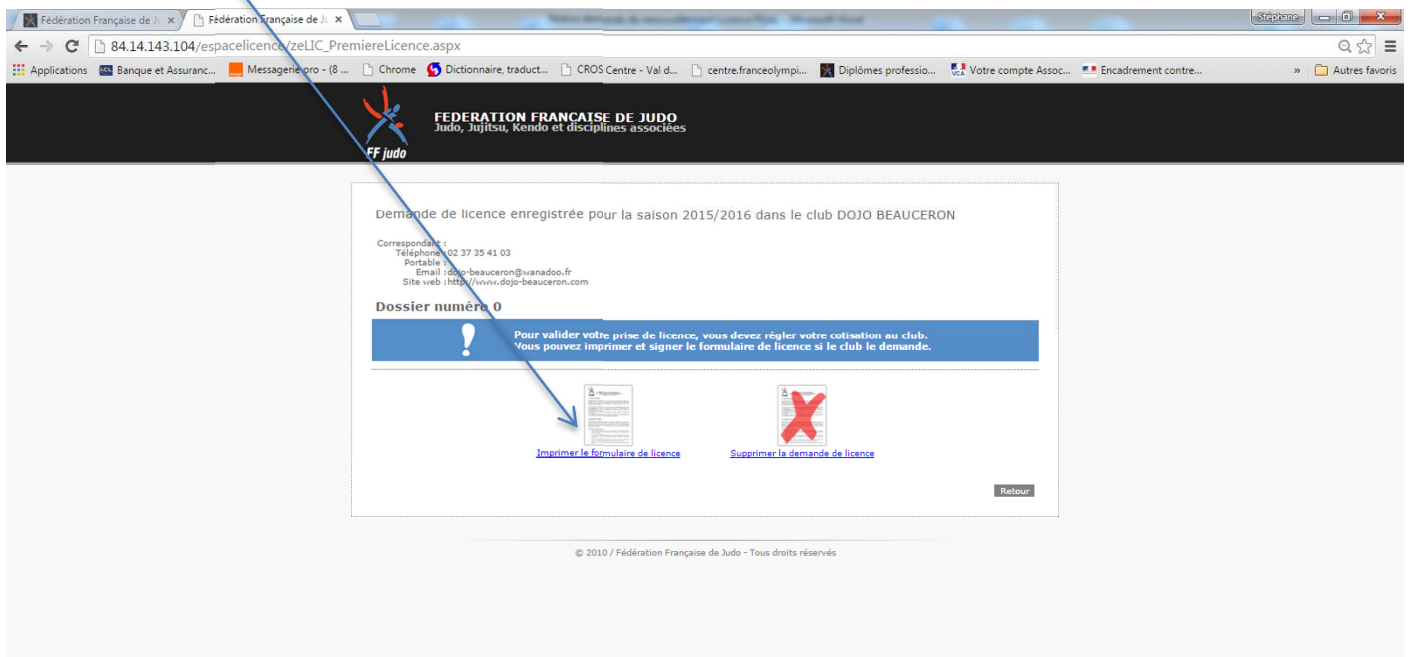 Fédération Française de J
Fédération Française de J
Stéphane
84.14.143.104/espacelicence/zeLIC_PremiereLicence.aspx
Applications
Banque et Assuranc...
Messagerie pro - (8 ...
Chrome
Dictionnaire, traduct...
CROS Centre - Val d...
centre.franceolympi...
Diplômes professio...
Votre compte Assoc...
Encadrement contre...
»
Autres favoris
FF judo
FEDERATION FRANCAISE DE JUDO
Judo, Jujitsu, Kendo et disciplines associées
Demande de licence enregistrée pour la saison 2015/2016 dans le club DOJO BEAUCERON
Correspondant :
Téléphone : 02 37 35 41 03
Portable :
Email : dojo-beauceron@wanadoo.fr
Site web : http://www.dojo-beauceron.com
Dossier numéro 0
Pour valider votre prise de licence, vous devez régler votre cotisation au club.
Vous pouvez imprimer et signer le formulaire de licence si le club le demande.
Imprimer le formulaire de licence
Supprimer la demande de licence
Retour
© 2010 / Fédération Française de Judo - Tous droits réservés